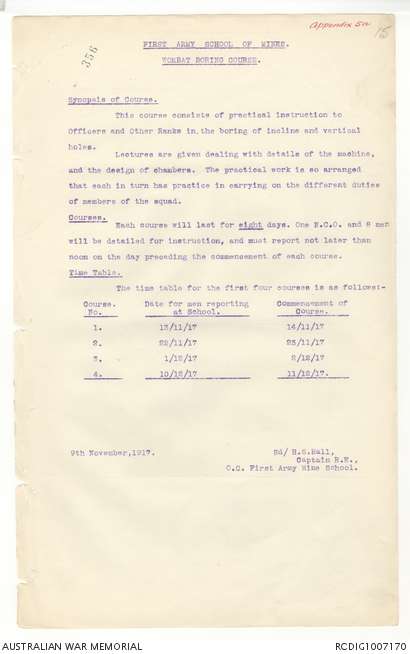 Appendix 5a
15
356
FIRST ARMY SCHOOL OF MINES.
WOMBAT BORING COURSE.
Synopsis of Course.
This course consists of practical instruction to
Officers and Other Ranks in the boring of incline and vertical
holes.
Lectures are given dealing with details of the machine,
and the design of chambers. The practical work is so arranged
that each in turn has practice in carrying on the different duties
of members of the squad.
Courses.
Each course will last for eight days. One N.C.O. and 8 men
will be detailed for instruction, and must report not later than
noon on the day preceding the commencement of each course.
Time Table.
The time table for the first four courses is as follows:-
Course. Date for men reporting Commencement of
No. at School. Course.
1. 13/11/17 14/11/17
2. 22/11/17 23/11/17
3. 1/12/17 2/12/17
4. 10/12/17 11/12/17.
9th November,1917. Sd/ H.S.Hall,
Captain R.E.,
O.C. First Army Mine School.
AUSTRALIAN WAR MEMORIAL RCDIG1007170